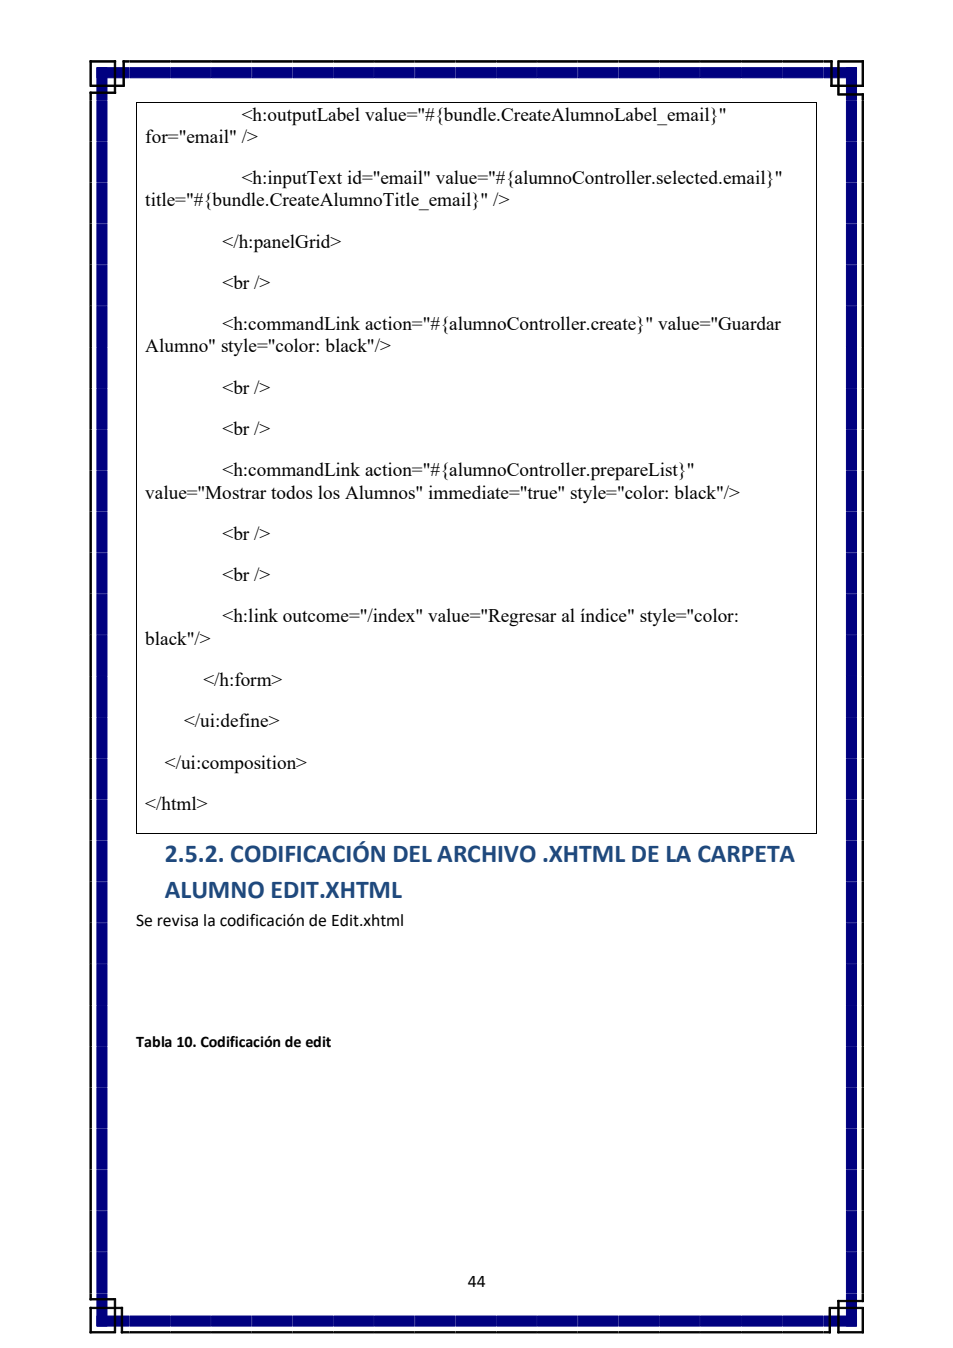 <h:outputLabel value="#{bundle.CreateAlumnoLabel_email}"
for="email" />
<h:inputText id="email" value="#{alumnoController.selected.email}"
title="#{bundle.CreateAlumnoTitle_email}" />
</h:panelGrid>
<br />
<h:commandLink action="#{alumnoController.create}" value="Guardar
Alumno" style="color: black"/>
<br />
<br />
<h:commandLink action="#{alumnoController.prepareList}"
value="Mostrar todos los Alumnos" immediate="true" style="color: black"/>
<br />
<br />
<h:link outcome="/index" value="Regresar al índice" style="color:
black"/>
</h:form>
</ui:define>
</ui:composition>
</html>
2.5.2. CODIFICACIÓN DEL ARCHIVO .XHTML DE LA CARPETA
ALUMNO EDIT.XHTML
Se revisa la codificación de Edit.xhtml
Tabla 10. Codificación de edit
44